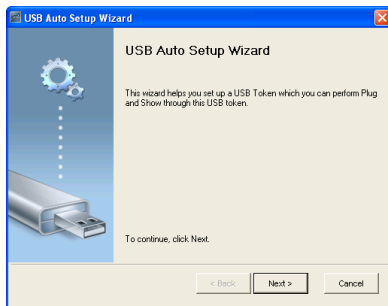 USB Auto Setup Wizard
USB Auto Setup Wizard
This wizard helps you set up a USB Token which you can perform Plug
and Show through this USB token.
To continue, click Next.
< Back
Next >
Cancel